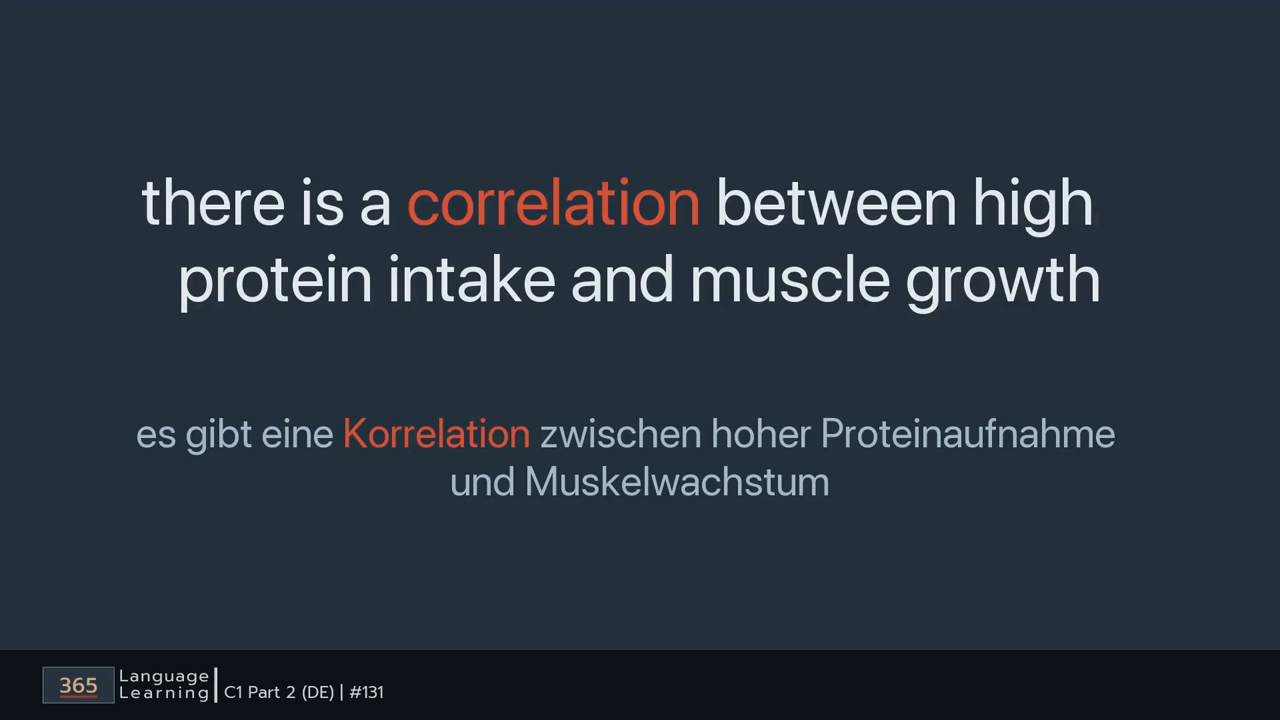 there is a correlation between high
protein intake and muscle growth
es gibt eine Korrelation zwischen hoher Proteinaufnahme
und Muskelwachstum
365 Language
Learning
C1 Part 2 (DE) | #131